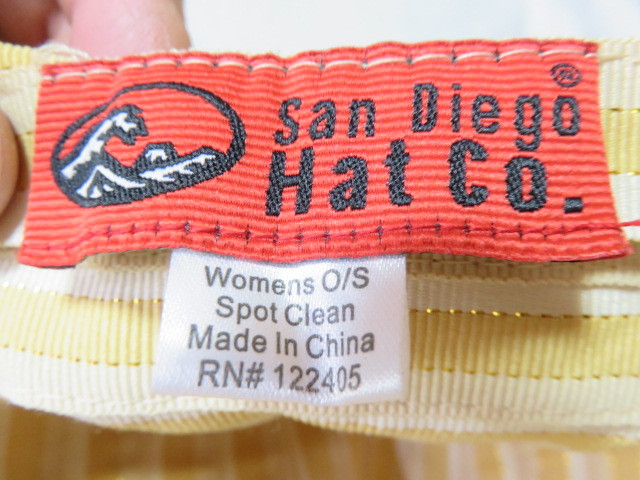 San Diego®
Hat Co.
Womens O/S
Spot Clean
Made In China
RN# 122405